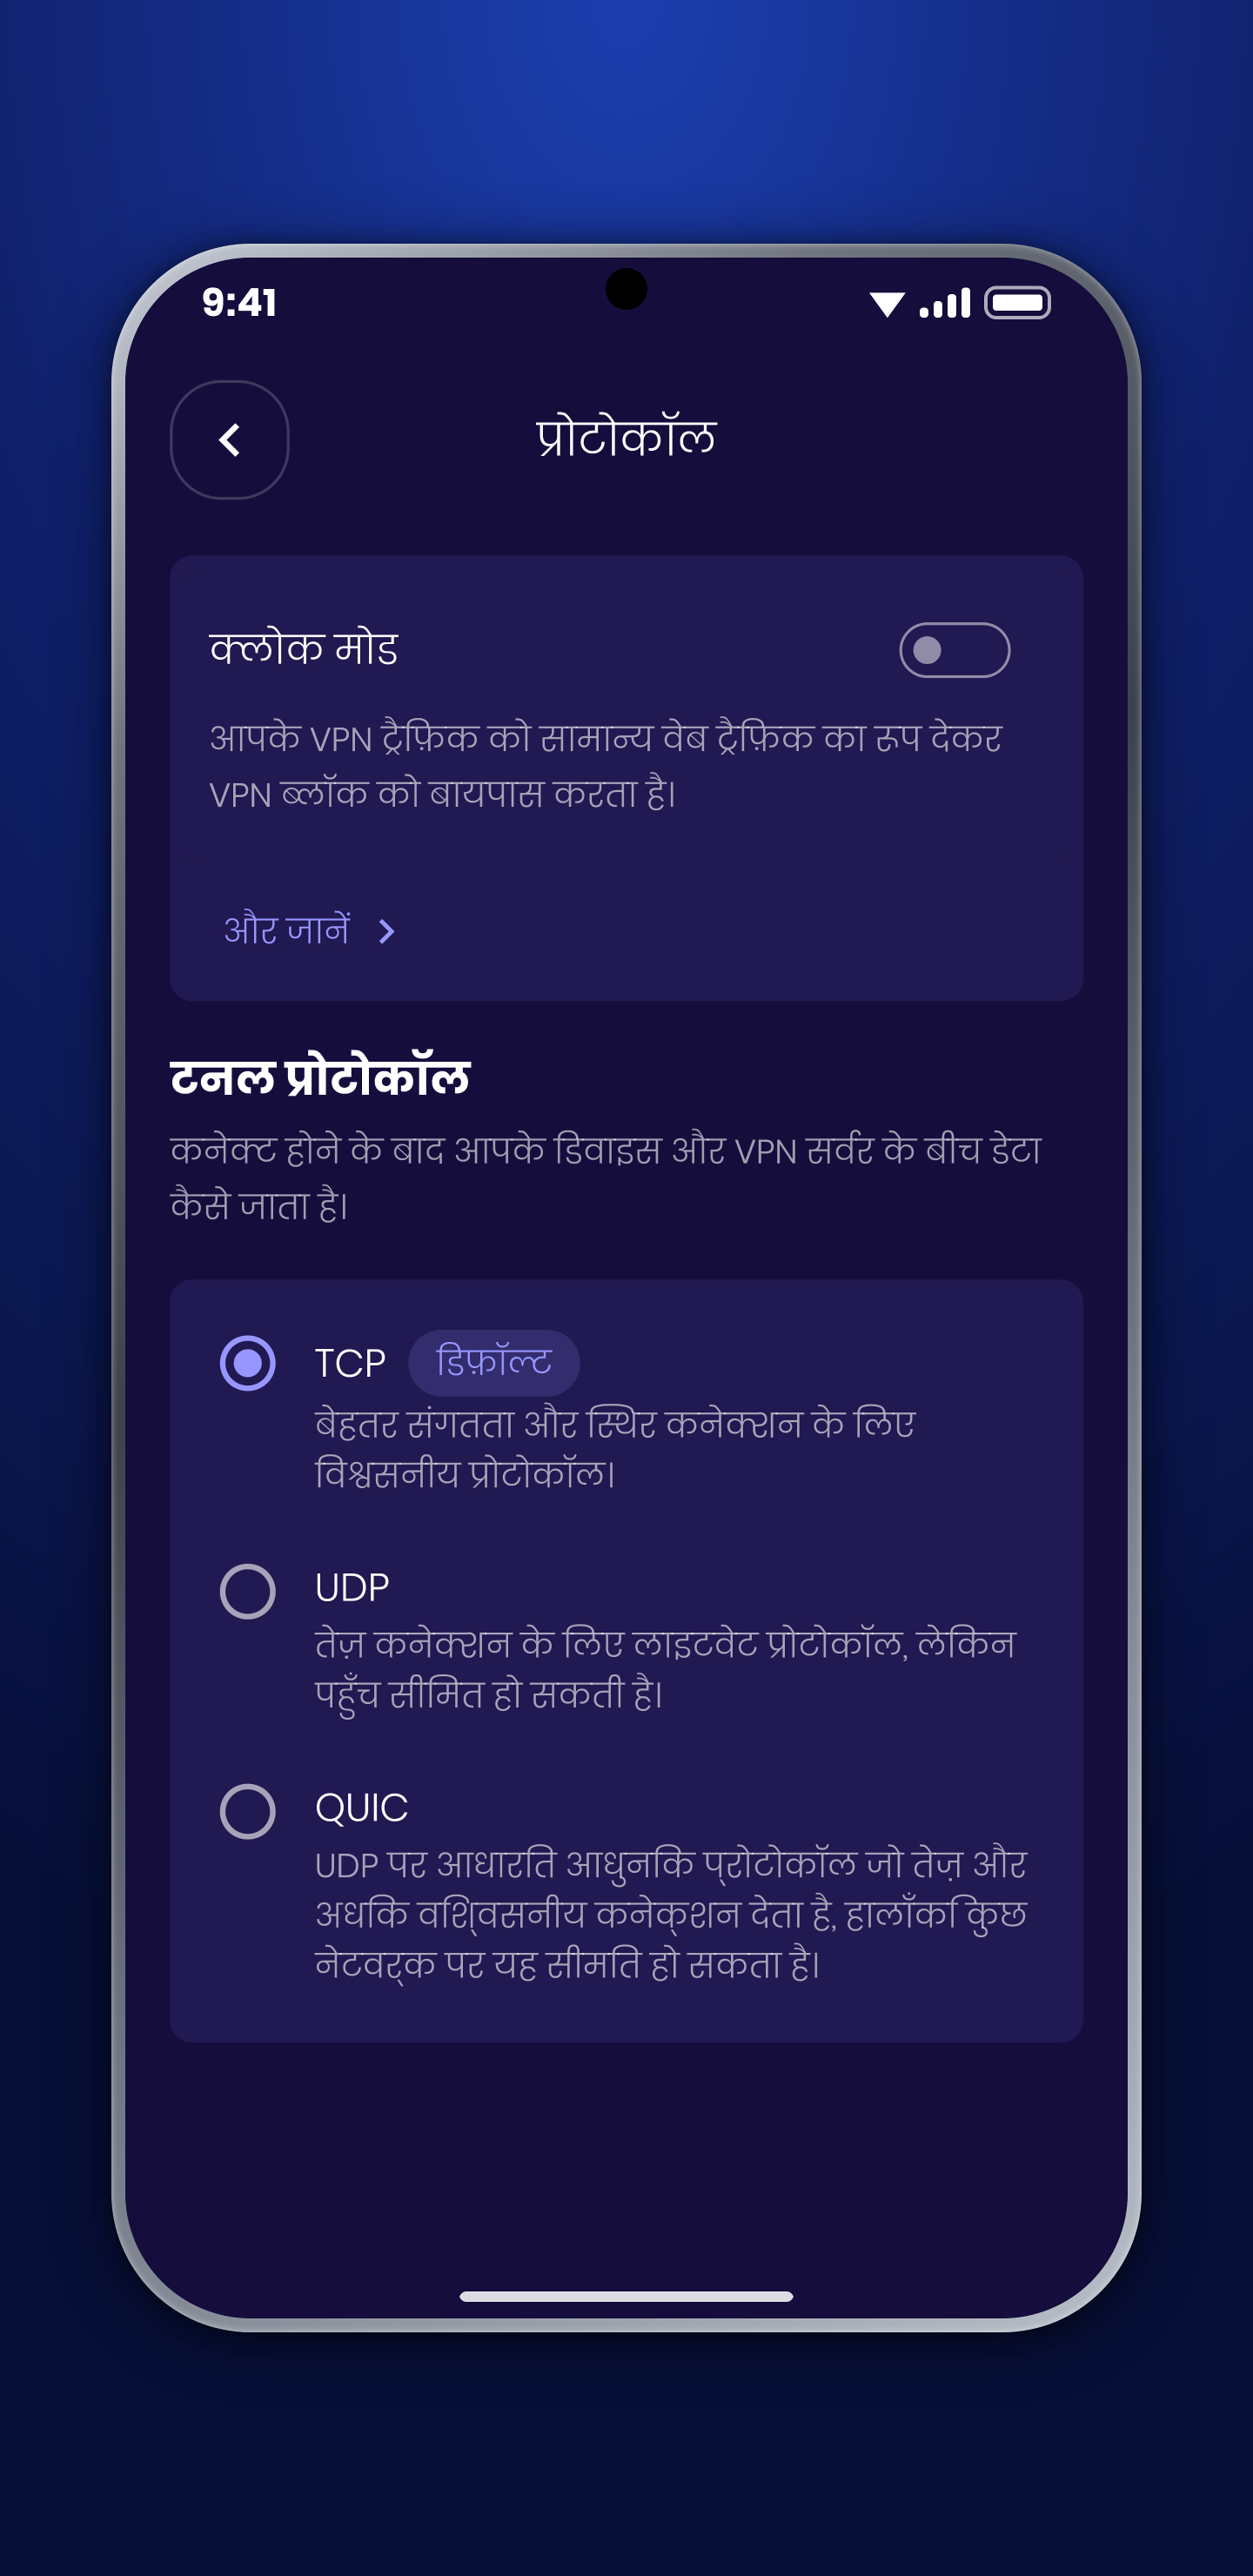 9:41
प्रोटोकॉल
क्लोक मोड
आपके VPN ट्रैफ़िक को सामान्य वेब ट्रैफ़िक का रूप देकर
VPN ब्लॉक को बायपास करता है।
और जानें
टनल प्रोटोकॉल
कनेक्ट होने के बाद आपके डिवाइस और VPN सर्वर के बीच डेटा
कैसे जाता है।
TCP डिफ़ॉल्ट
बेहतर संगतता और स्थिर कनेक्शन के लिए
विश्वसनीय प्रोटोकॉल।
UDP
तेज़ कनेक्शन के लिए लाइटवेट प्रोटोकॉल, लेकिन
पहुँच सीमित हो सकती है।
QUIC
UDP पर आधारति आधुनकि प्‌रोटोकॉल जो तेज़ और
अधकि वशि्वसनीय कनेक्‌शन देता है, हालाँकि कुछ
नेटवर्‌क पर यह सीमति हो सकता है।